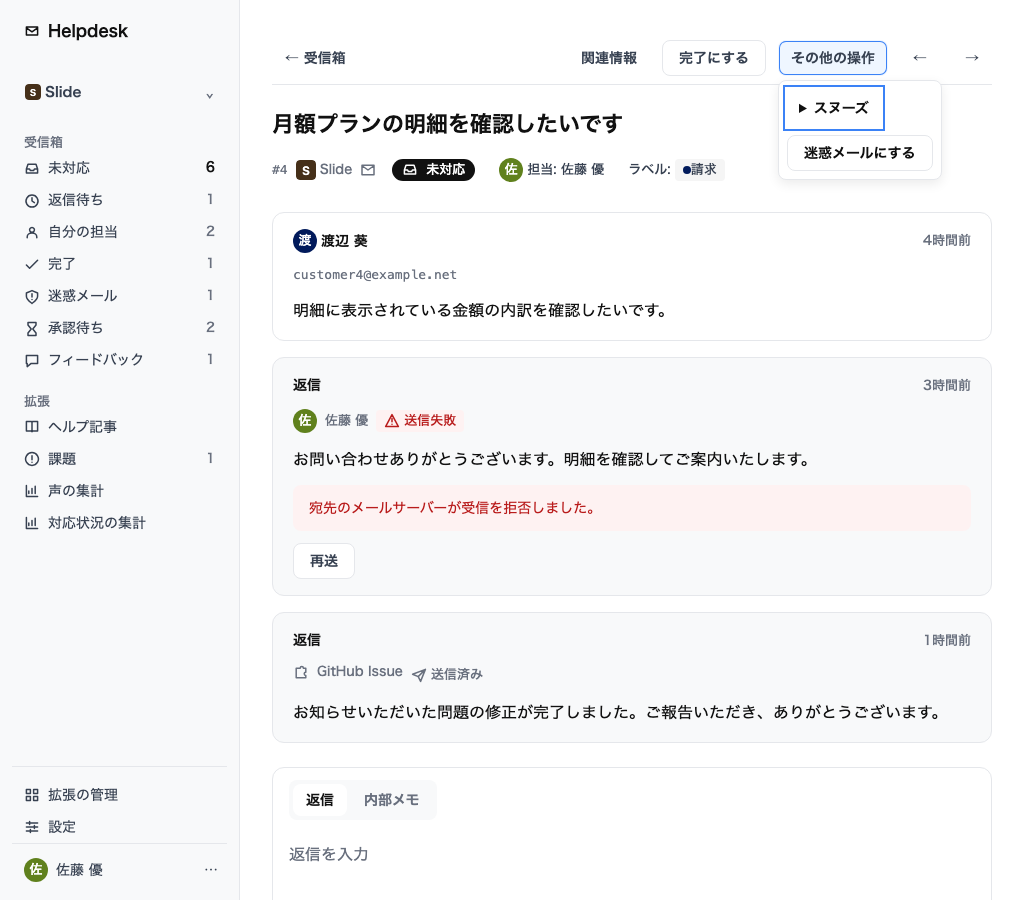 Helpdesk
S Slide
受信箱
未対応 6
返信待ち 1
自分の担当 2
完了 1
迷惑メール 1
承認待ち 2
フィードバック 1
拡張
ヘルプ記事
課題 1
声の集計
対応状況の集計
拡張の管理
設定
佐 佐藤 優 ...
← 受信箱 関連情報 完了にする その他の操作 ← →
▶ スヌーズ
迷惑メールにする
月額プランの明細を確認したいです
#4 S Slide 未対応 佐 担当: 佐藤 優 ラベル: 請求
渡 渡辺 葵 4時間前
customer4@example.net
明細に表示されている金額の内訳を確認したいです。
返信 3時間前
佐 佐藤 優 送信失敗
お問い合わせありがとうございます。明細を確認してご案内いたします。
宛先のメールサーバーが受信を拒否しました。
再送
返信 1時間前
GitHub Issue 送信済み
お知らせいただいた問題の修正が完了しました。ご報告いただき、ありがとうございます。
返信 内部メモ
返信を入力